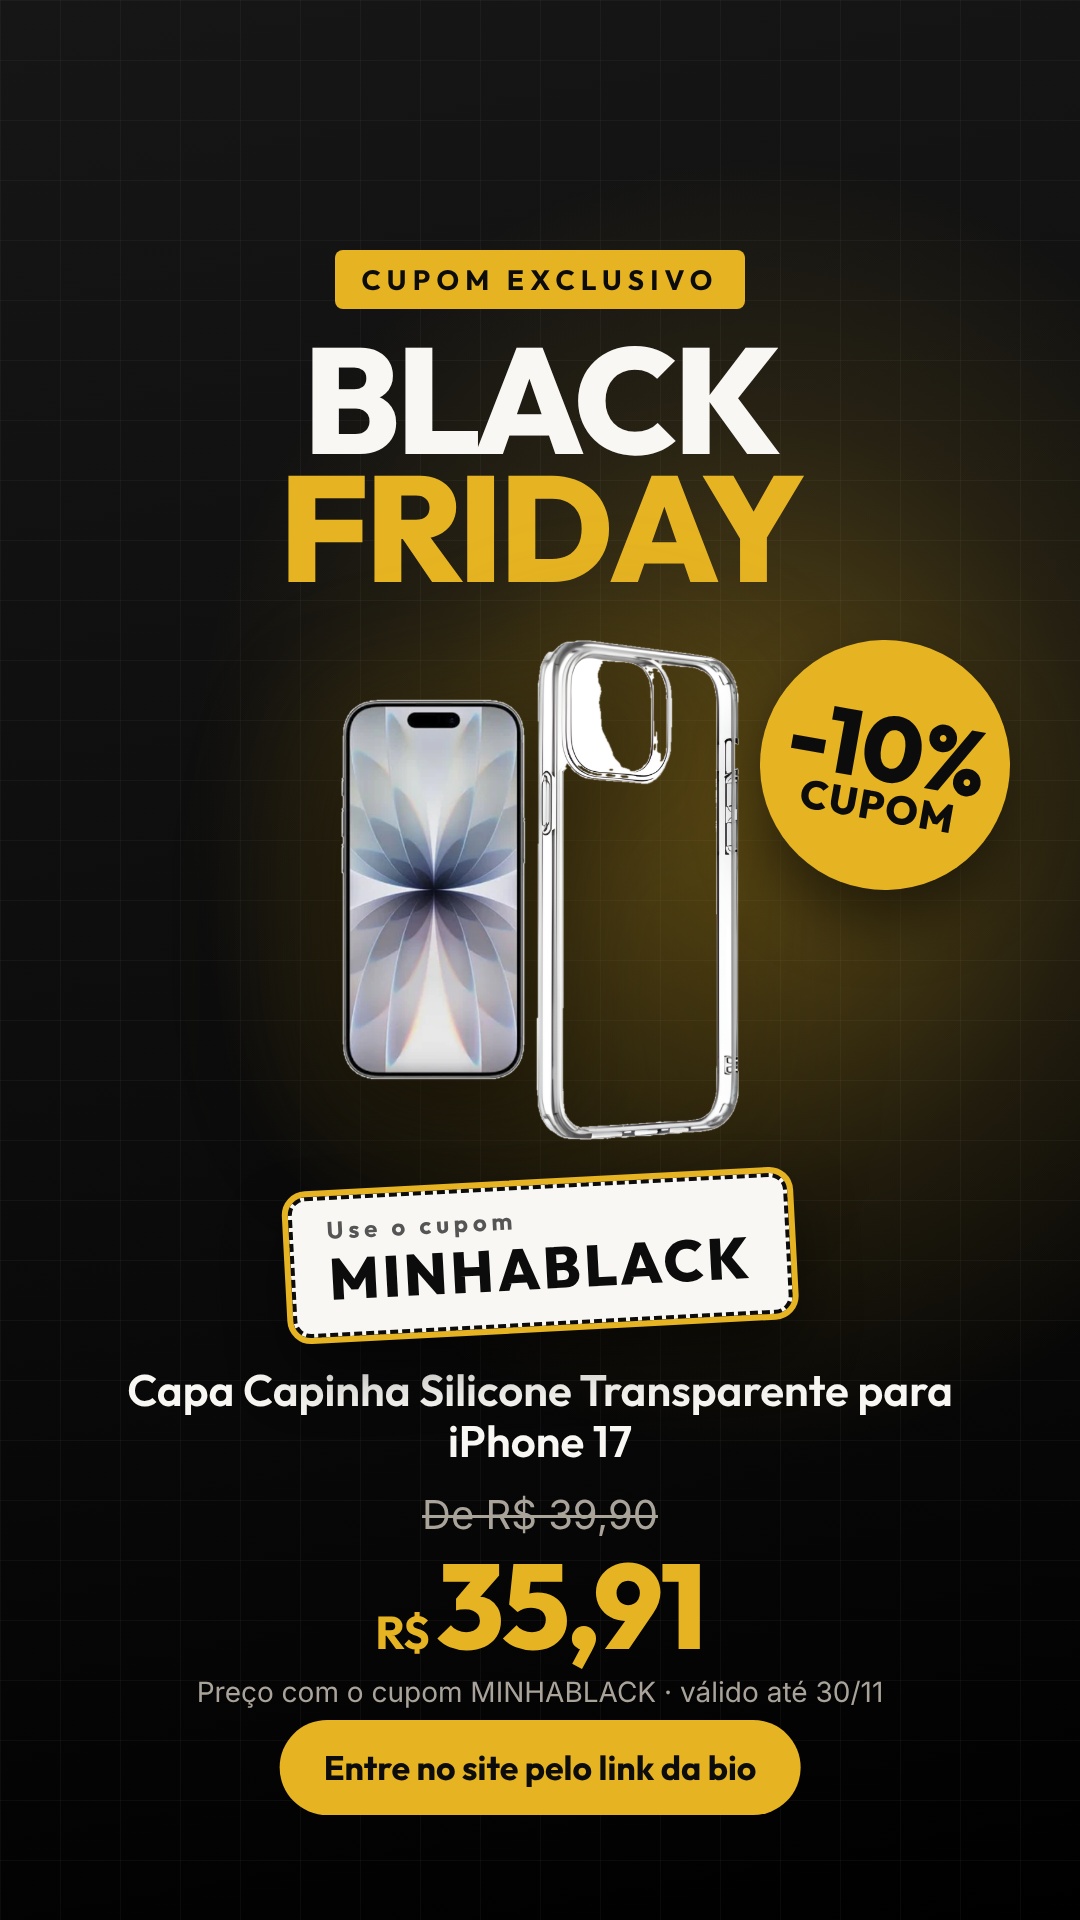 CUPOM EXCLUSIVO
BLACK
FRIDAY
-10%
CUPOM
Use o cupom
MINHABLACK
Capa Capinha Silicone Transparente para
iPhone 17
De R$ 39,90
R$ 35,91
Preço com o cupom MINHABLACK · válido até 30/11
Entre no site pelo link da bio